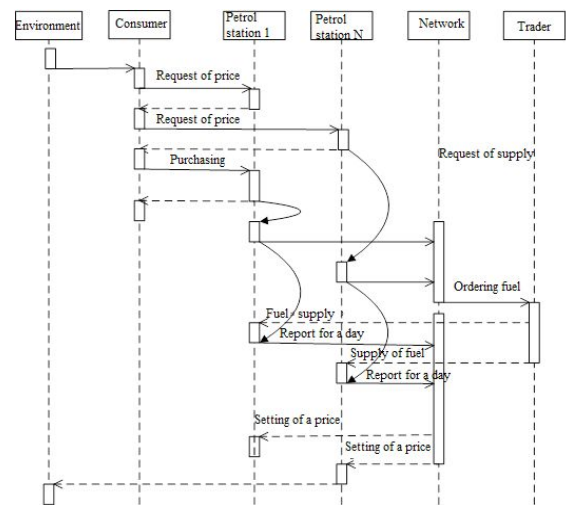 Environment
Consumer
Petrol
station 1
Petrol
station N
Network
Trader
Request of price
Request of price
Request of supply
Purchasing
Ordering fuel
Fuel - supply
Report for a day
Supply of fuel
Report for a day
Setting of a price
Setting of a price